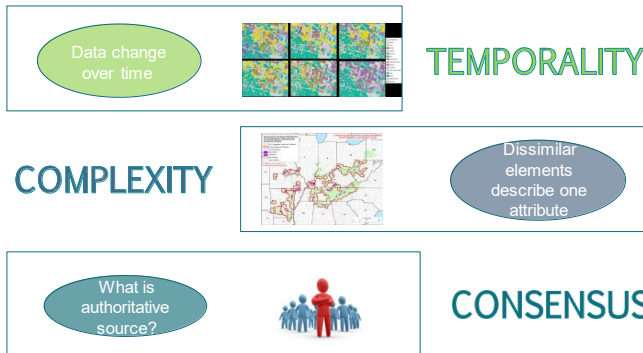 Data change
over time
TEMPORALITY
COMPLEXITY
Dissimilar
elements
describe one
attribute
What is
authoritative
source?
CONSENSUS